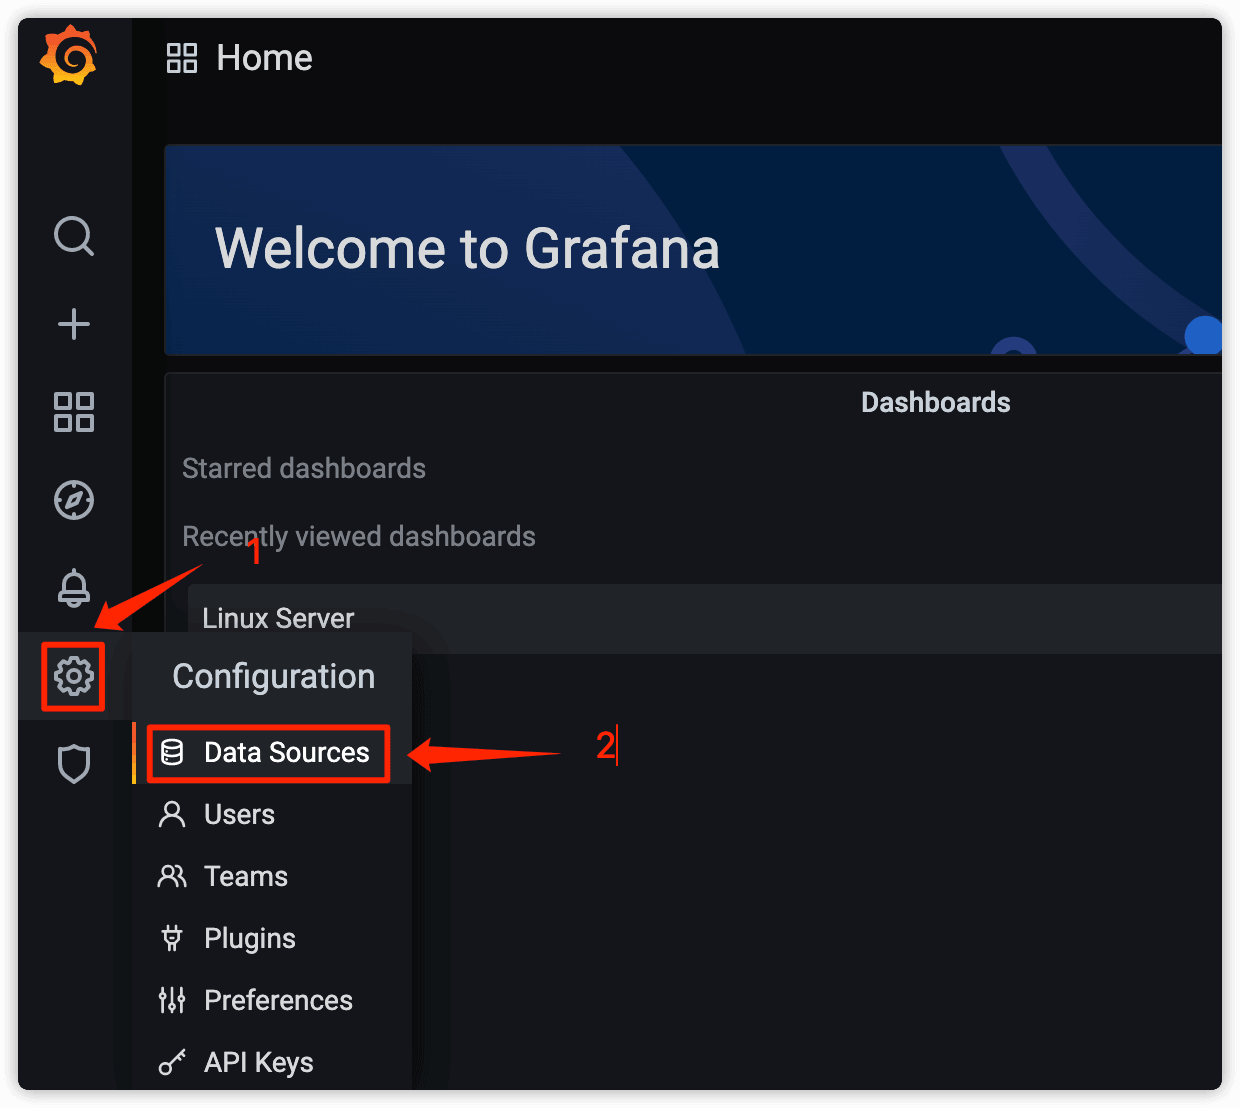 Home
Welcome to Grafana
Dashboards
Starred dashboards
Recently viewed dashboards
1
Linux Server
Configuration
Data Sources
2
Users
Teams
Plugins
Preferences
API Keys